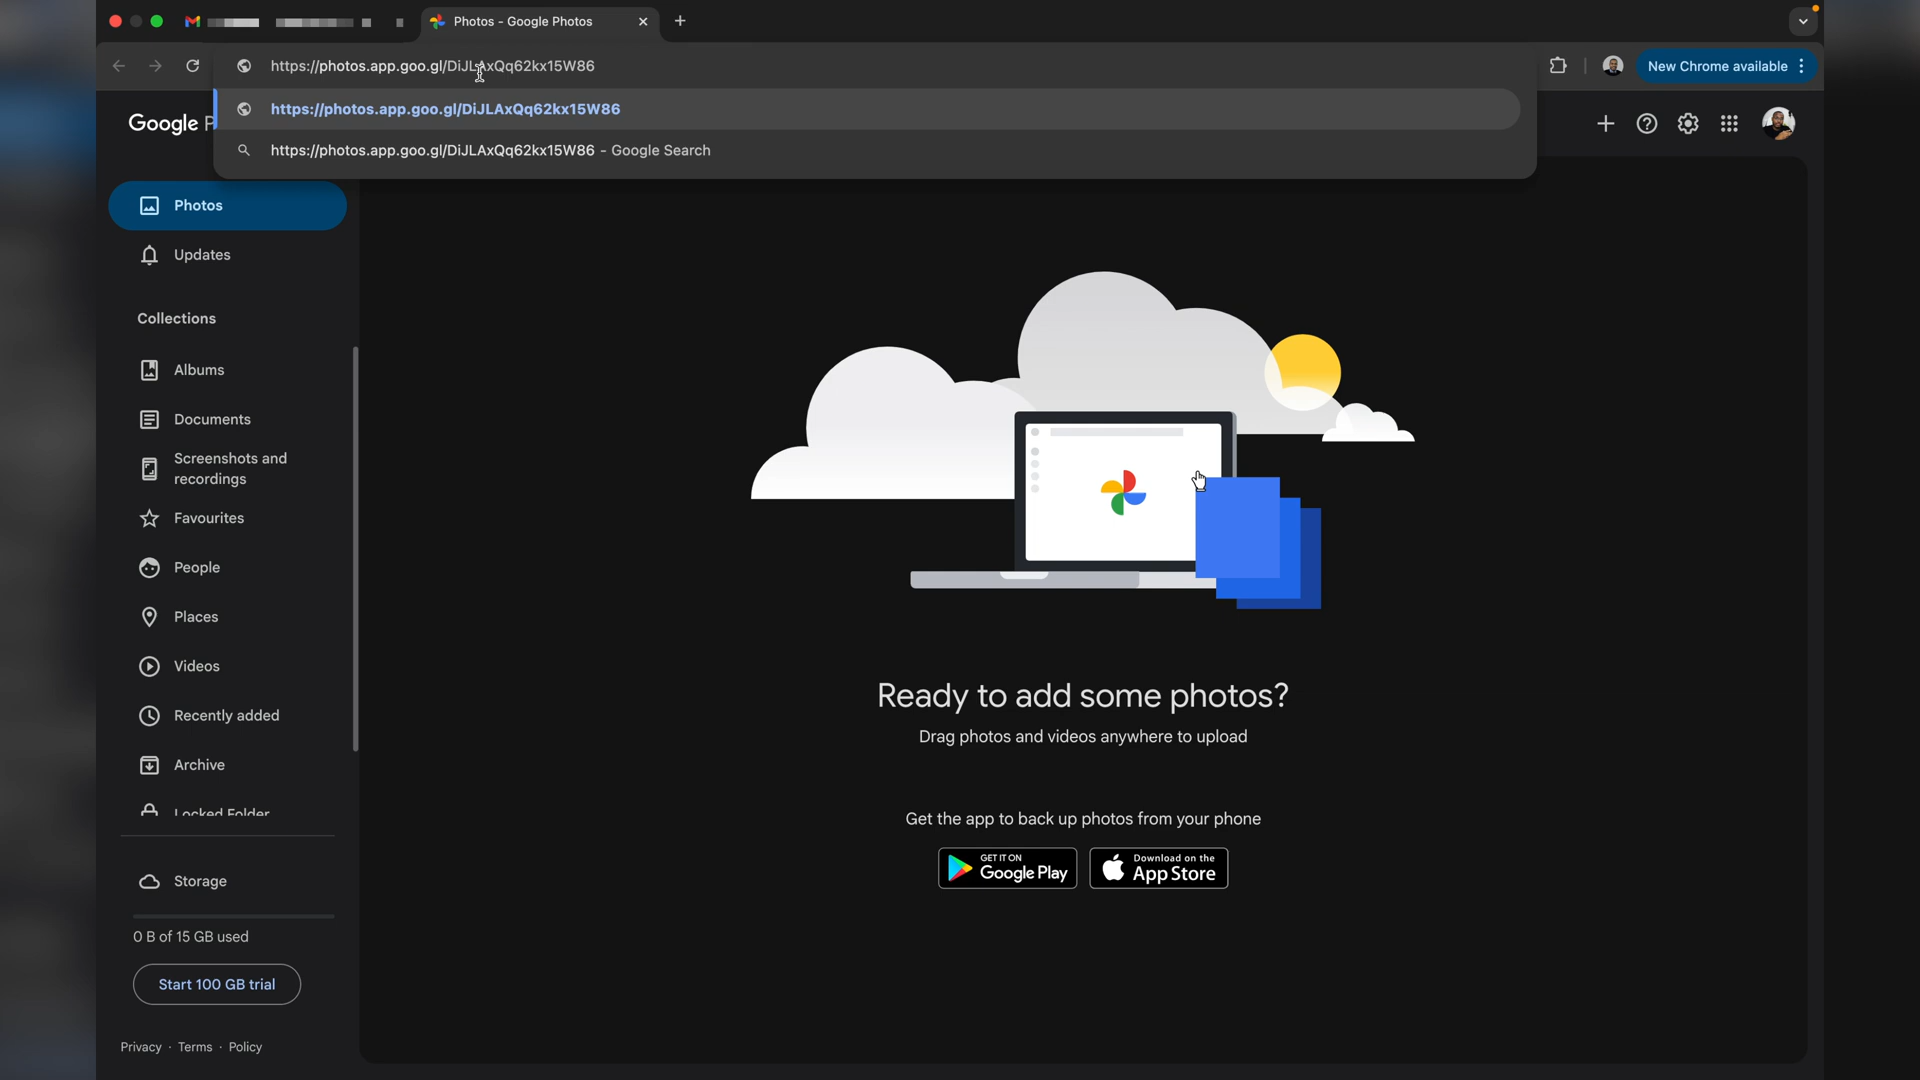 Photos - Google Photos
https://photos.app.goo.gl/DiJLAxQq62kx15W86
New Chrome available
https://photos.app.goo.gl/DiJLAxQq62kx15W86
https://photos.app.goo.gl/DiJLAxQq62kx15W86 - Google Search
Google P
Photos
Updates
Collections
Albums
Documents
Screenshots and
recordings
Favourites
People
Places
Videos
Recently added
Archive
Locked Folder
Storage
0 B of 15 GB used
Start 100 GB trial
Privacy · Terms · Policy
Ready to add some photos?
Drag photos and videos anywhere to upload
Get the app to back up photos from your phone
GET IT ON
Google Play
Download on the
App Store